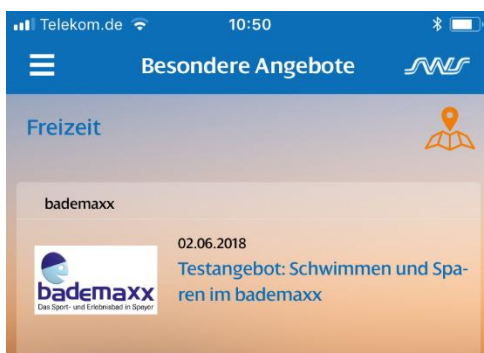 Telekom.de 10:50
Besondere Angebote SWS
Freizeit
bademaxx
02.06.2018
Testangebot: Schwimmen und Spa-
ren im bademaxx
bademaxx
Das Sport- und Erlebnisbad in Speyer